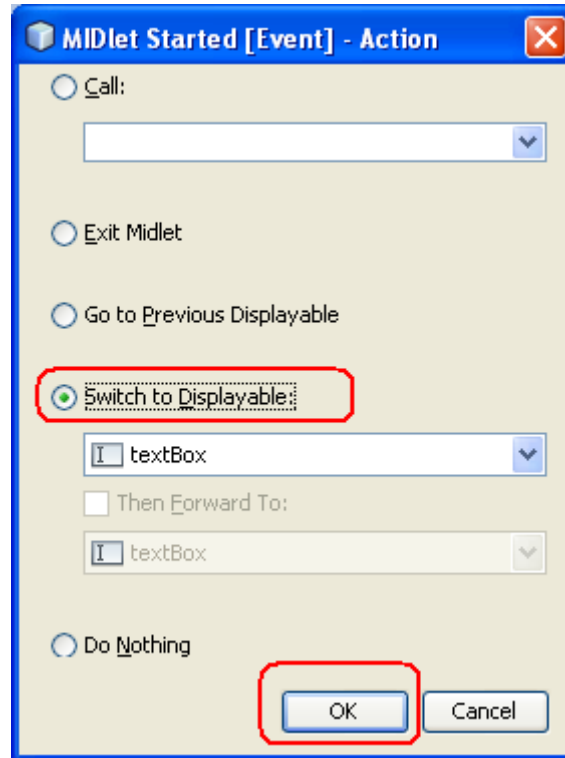 MIDlet Started [Event] - Action
Call:
Exit Midlet
Go to Previous Displayable
Switch to Displayable:
textBox
Then Forward To:
textBox
Do Nothing
OK Cancel